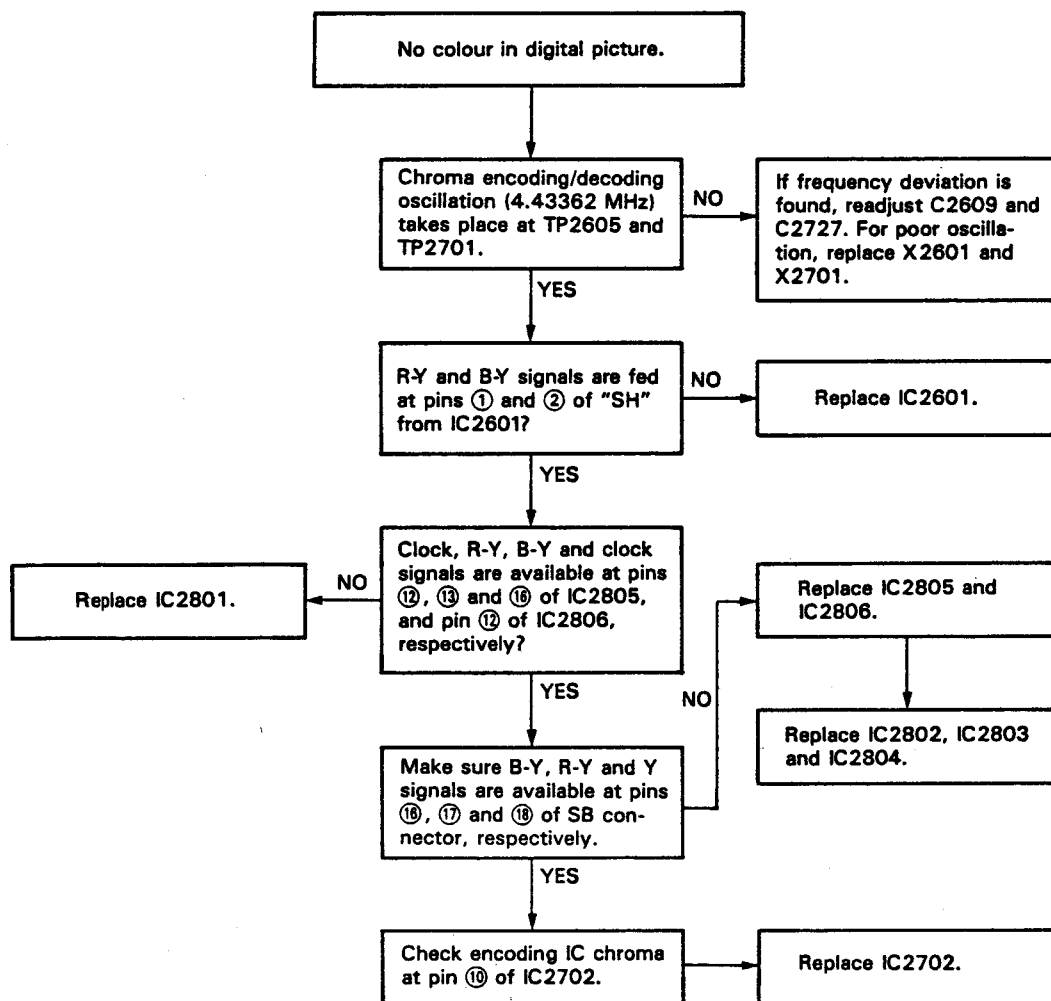 No colour in digital picture.
Chroma encoding/decoding
oscillation (4.43362 MHz)
takes place at TP2605 and
TP2701.
NO
If frequency deviation is
found, readjust C2609 and
C2727. For poor oscilla-
tion, replace X2601 and
X2701.
YES
R-Y and B-Y signals are fed
at pins ① and ② of "SH"
from IC2601?
NO
Replace IC2601.
YES
Clock, R-Y, B-Y and clock
signals are available at pins
⑫, ⑬ and ⑯ of IC2805,
and pin ⑫ of IC2806,
respectively?
NO
Replace IC2801.
YES
Make sure B-Y, R-Y and Y
signals are available at pins
⑯, ⑰ and ⑱ of SB con-
nector, respectively.
NO
Replace IC2805 and
IC2806.
Replace IC2802, IC2803
and IC2804.
YES
Check encoding IC chroma
at pin ⑩ of IC2702.
Replace IC2702.